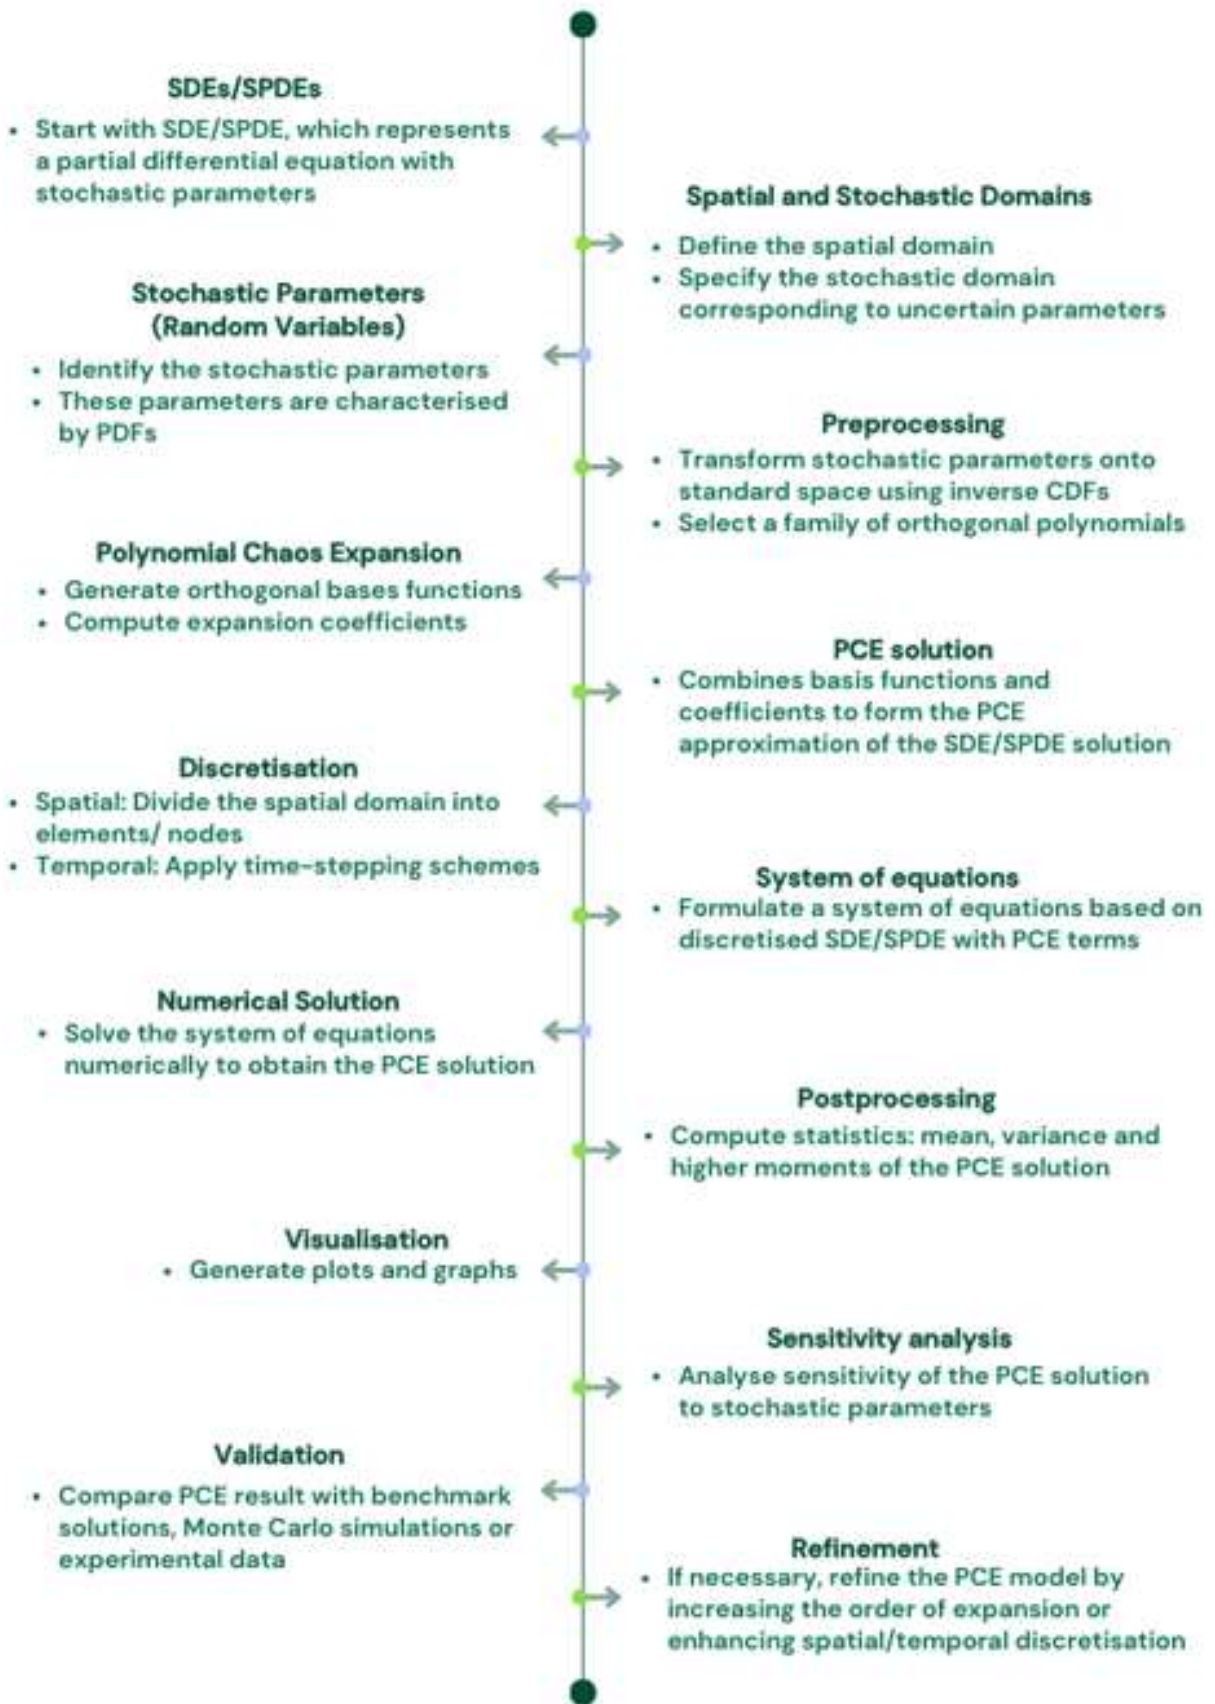 SDEs/SPDEs
• Start with SDE/SPDE, which represents
a partial differential equation with
stochastic parameters
Spatial and Stochastic Domains
• Define the spatial domain
• Specify the stochastic domain
corresponding to uncertain parameters
Stochastic Parameters
(Random Variables)
• Identify the stochastic parameters
• These parameters are characterised
by PDFs
Preprocessing
• Transform stochastic parameters onto
standard space using inverse CDFs
• Select a family of orthogonal polynomials
Polynomial Chaos Expansion
• Generate orthogonal bases functions
• Compute expansion coefficients
PCE solution
• Combines basis functions and
coefficients to form the PCE
approximation of the SDE/SPDE solution
Discretisation
• Spatial: Divide the spatial domain into
elements/ nodes
• Temporal: Apply time-stepping schemes
System of equations
• Formulate a system of equations based on
discretised SDE/SPDE with PCE terms
Numerical Solution
• Solve the system of equations
numerically to obtain the PCE solution
Postprocessing
• Compute statistics: mean, variance and
higher moments of the PCE solution
Visualisation
• Generate plots and graphs
Sensitivity analysis
• Analyse sensitivity of the PCE solution
to stochastic parameters
Validation
• Compare PCE result with benchmark
solutions, Monte Carlo simulations or
experimental data
Refinement
• If necessary, refine the PCE model by
increasing the order of expansion or
enhancing spatial/temporal discretisation